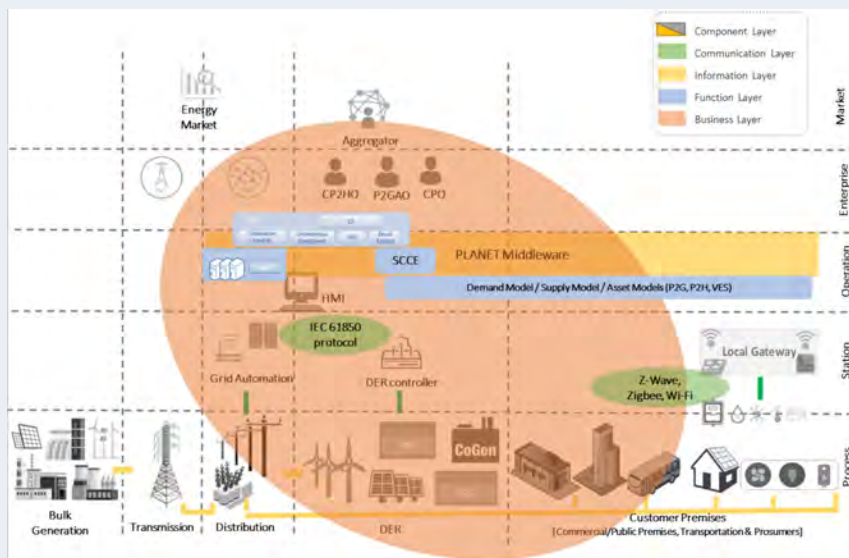 Component Layer
Communication Layer
Information Layer
Function Layer
Business Layer
Market
Energy
Market
Aggregator
Enterprise
CP2HO
P2GAO
CPO
Operation
SCCE
PLANET Middleware
Demand Model / Supply Model / Asset Models (P2G, P2H, VES)
HMI
IEC 61850
protocol
Station
Local Gateway
Grid Automation
DER controller
Z-Wave,
Zigbee, Wi-Fi
Process
CoGen
Bulk
Generation
Transmission
Distribution
DER
Customer Premises
[Commercial/Public Premises, Transportation & Prosumers]